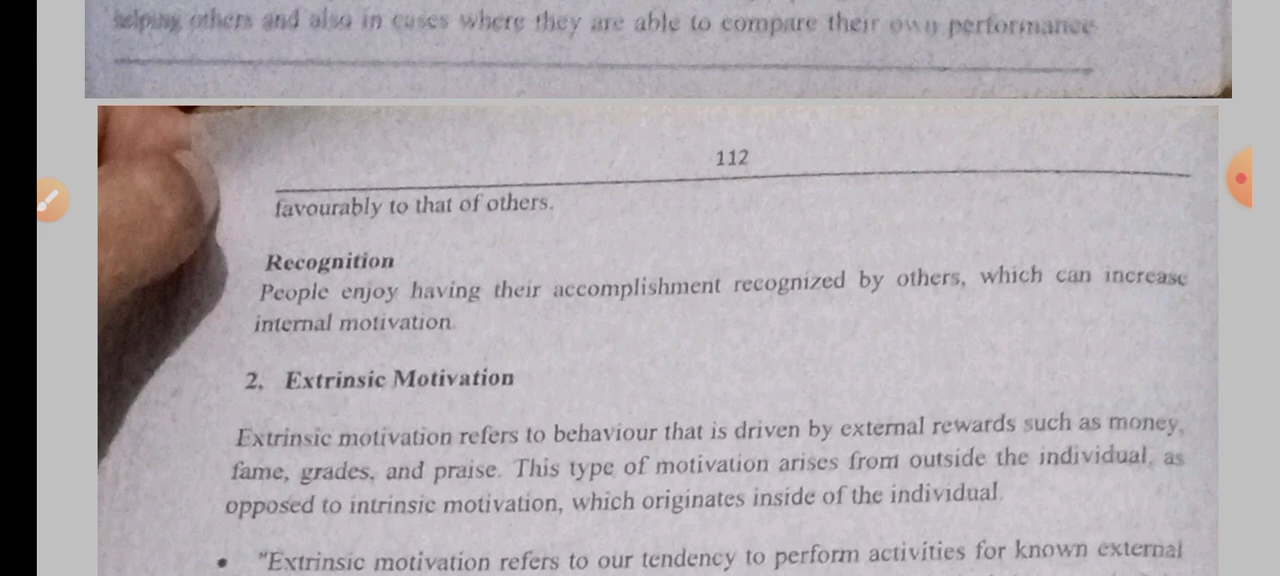 helping others and also in cases where they are able to compare their own performance
112
favourably to that of others.
Recognition
People enjoy having their accomplishment recognized by others, which can increase
internal motivation
2. Extrinsic Motivation
Extrinsic motivation refers to behaviour that is driven by external rewards such as money,
fame, grades, and praise. This type of motivation arises from outside the individual, as
opposed to intrinsic motivation, which originates inside of the individual.
• "Extrinsic motivation refers to our tendency to perform activities for known external